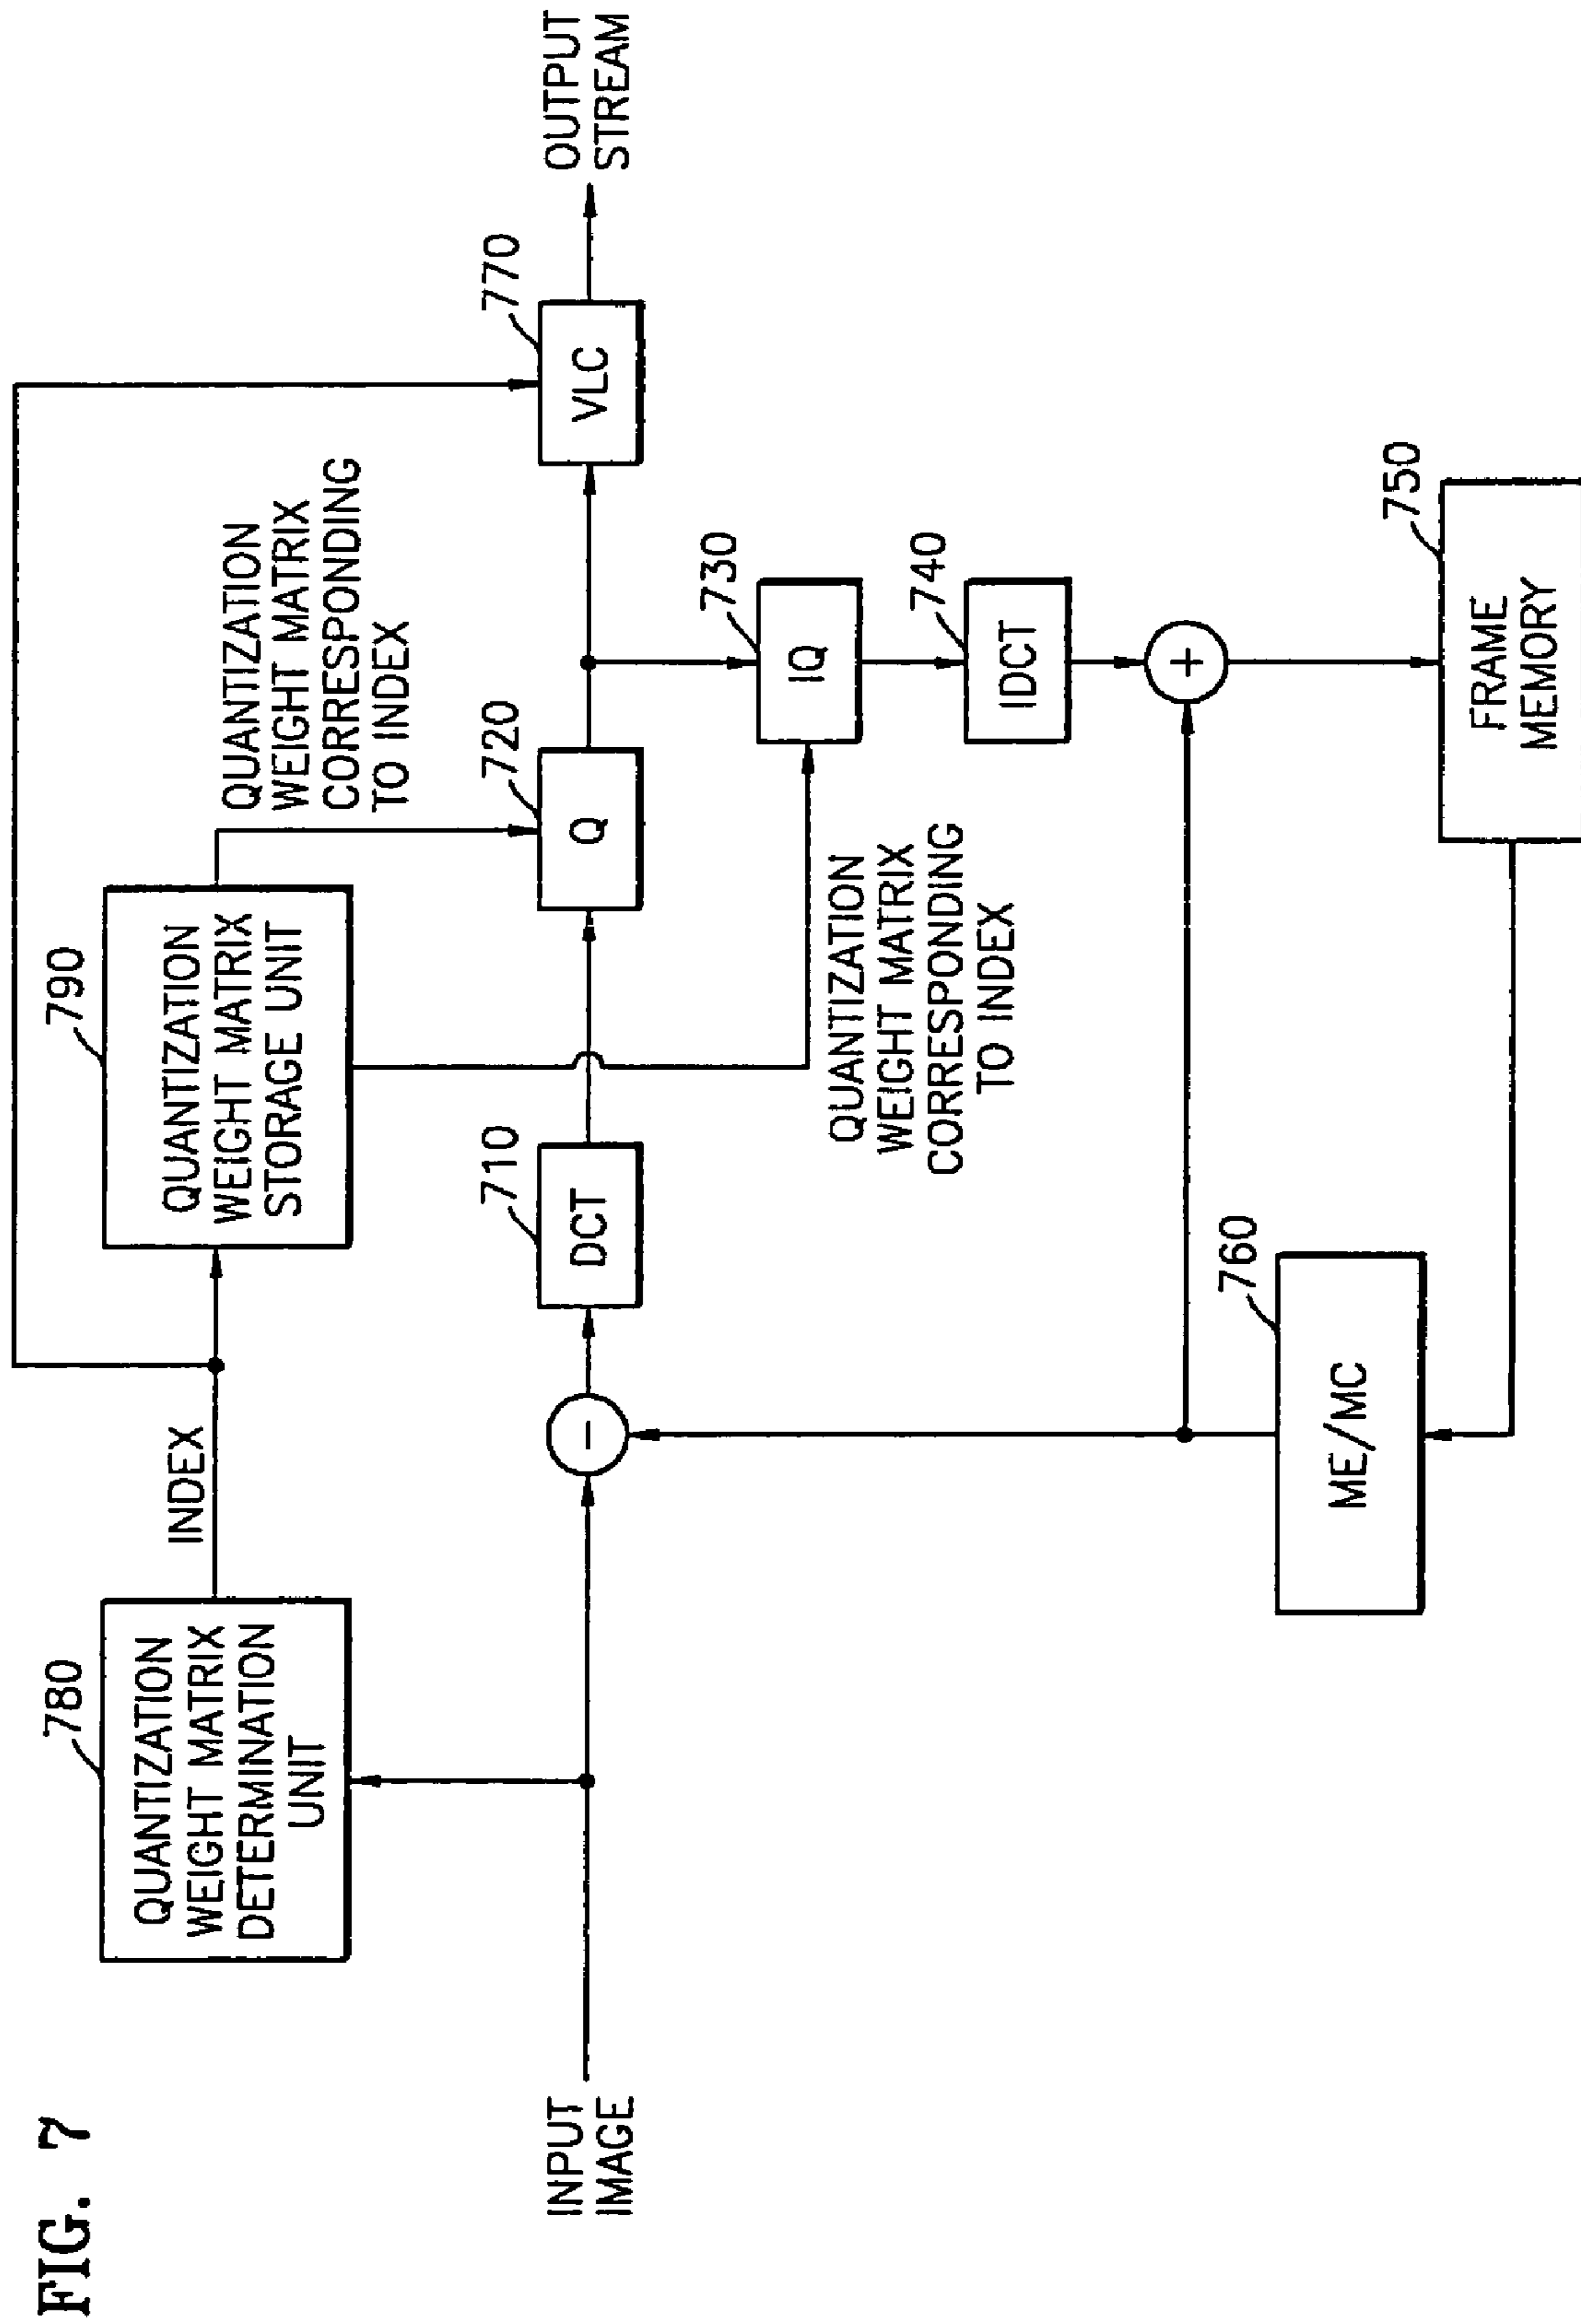 FIG. 7
780
QUANTIZATION
WEIGHT MATRIX
DETERMINATION
UNIT
INDEX
790
QUANTIZATION
WEIGHT MATRIX
STORAGE UNIT
QUANTIZATION
WEIGHT MATRIX
CORRESPONDING
TO INDEX
INPUT
IMAGE
-
710
DCT
720
Q
770
VLC
OUTPUT
STREAM
730
IQ
QUANTIZATION
WEIGHT MATRIX
CORRESPONDING
TO INDEX
740
IDCT
+
760
ME/MC
750
FRAME
MEMORY